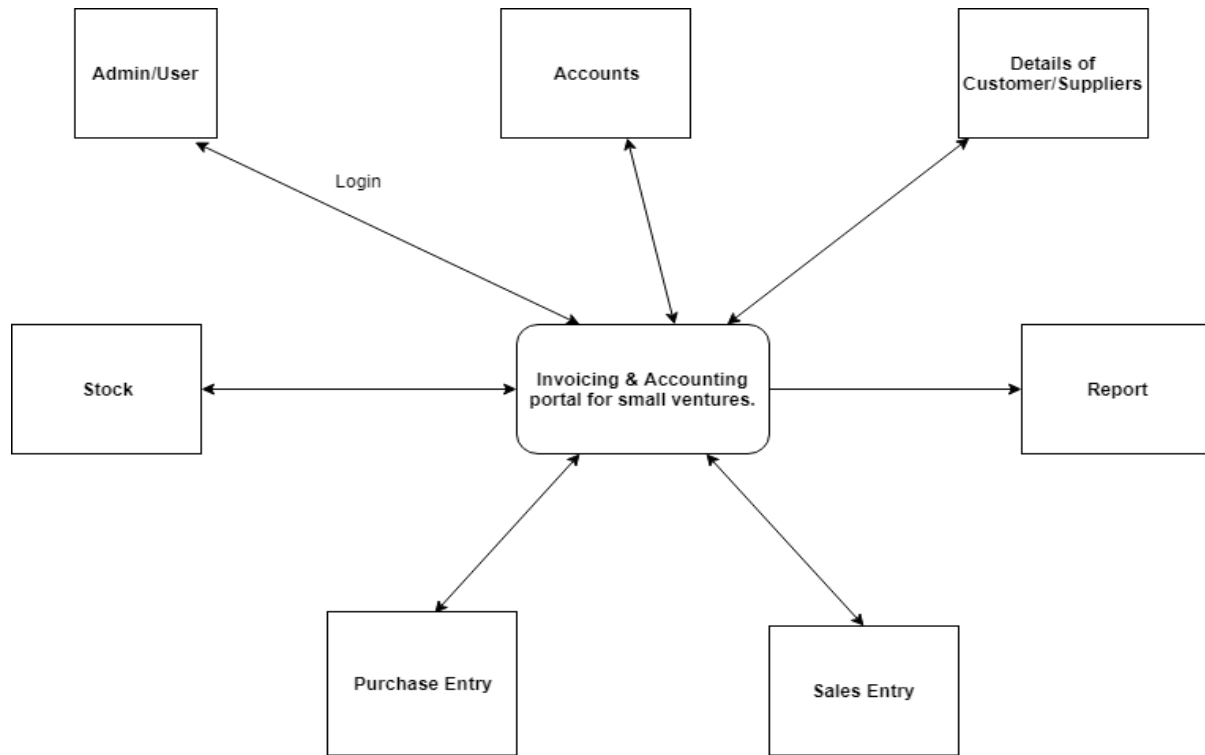 Admin/User
Accounts
Details of
Customer/Suppliers
Login
Stock
Invoicing & Accounting
portal for small ventures.
Report
Purchase Entry
Sales Entry